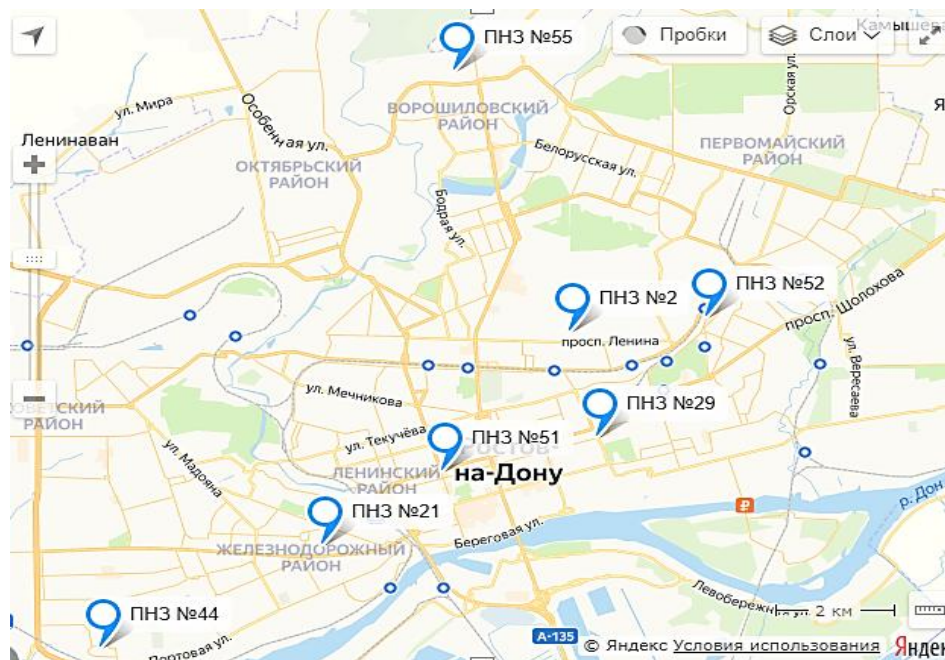 ПНЗ №55
Пробки
Слои
ул. Мира
Особенная ул.
ВОРОШИЛОВСКИЙ
РАЙОН
Орская ул.
Ленинаван
ОКТЯБРЬСКИЙ
РАЙОН
Белорусская ул.
ПЕРВОМАЙСКИЙ
РАЙОН
Бодрая ул.
ПНЗ №2
ПНЗ №52
просп. Шолохова
просп. Ленина
ул. Вересаева
ул. Мечникова
ПНЗ №29
РАЙОН
ул. Текучёва
ПНЗ №51
ул. Мадояна
ЛЕНИНСКИЙ
РАЙОН
на-Дону
р. Дон
ПНЗ №21
Береговая ул.
ЖЕЛЕЗНОДОРОЖНЫЙ
РАЙОН
ПНЗ №44
2 км
Портовая ул.
А-135
© Яндекс Условия использования